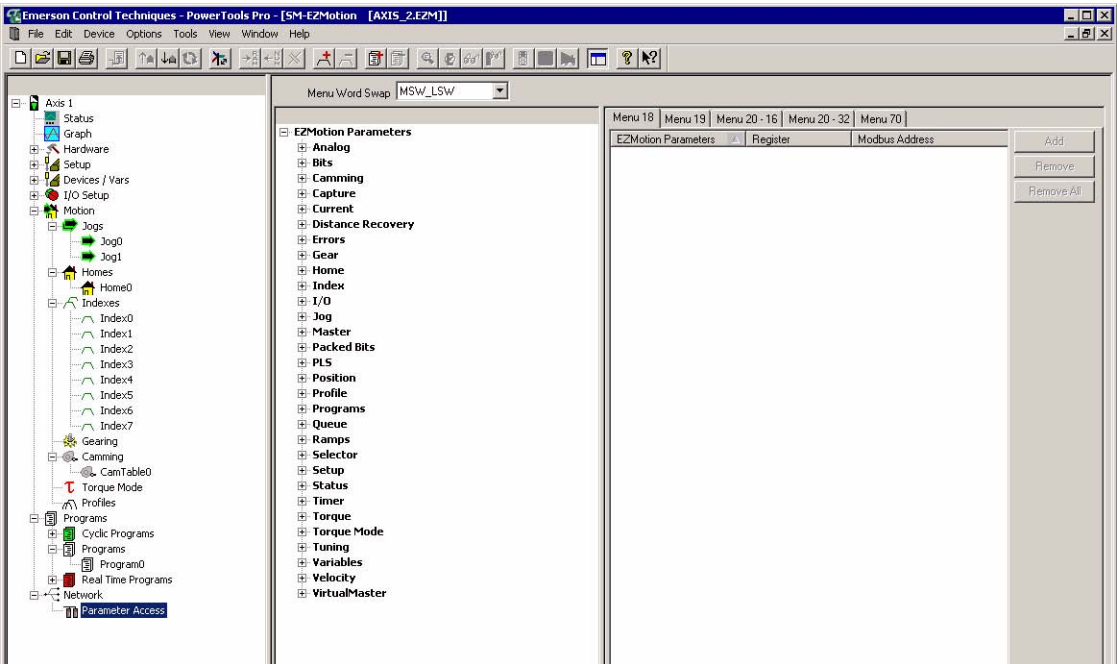 Emerson Control Techniques - PowerTools Pro - [SM-EZMotion [AXIS_2.EZM]]
File Edit Device Options Tools View Window Help
Menu Word Swap MSW_LSW
Axis 1
Status
Graph
Hardware
Setup
Devices / Vars
I/O Setup
Motion
Jogs
Jog0
Jog1
Homes
Home0
Indexes
Index0
Index1
Index2
Index3
Index4
Index5
Index6
Index7
Gearing
Camming
CamTable0
Torque Mode
Profiles
Programs
Cyclic Programs
Programs
Program0
Real Time Programs
Network
Parameter Access
EZMotion Parameters
Analog
Bits
Camming
Capture
Current
Distance Recovery
Errors
Gear
Home
Index
I/O
Jog
Master
Packed Bits
PLS
Position
Profile
Programs
Queue
Ramps
Selector
Setup
Status
Timer
Torque
Torque Mode
Tuning
Variables
Velocity
VirtualMaster
Menu 18 Menu 19 Menu 20 - 16 Menu 20 - 32 Menu 70
EZMotion Parameters Register Modbus Address
Add
Remove
Remove All